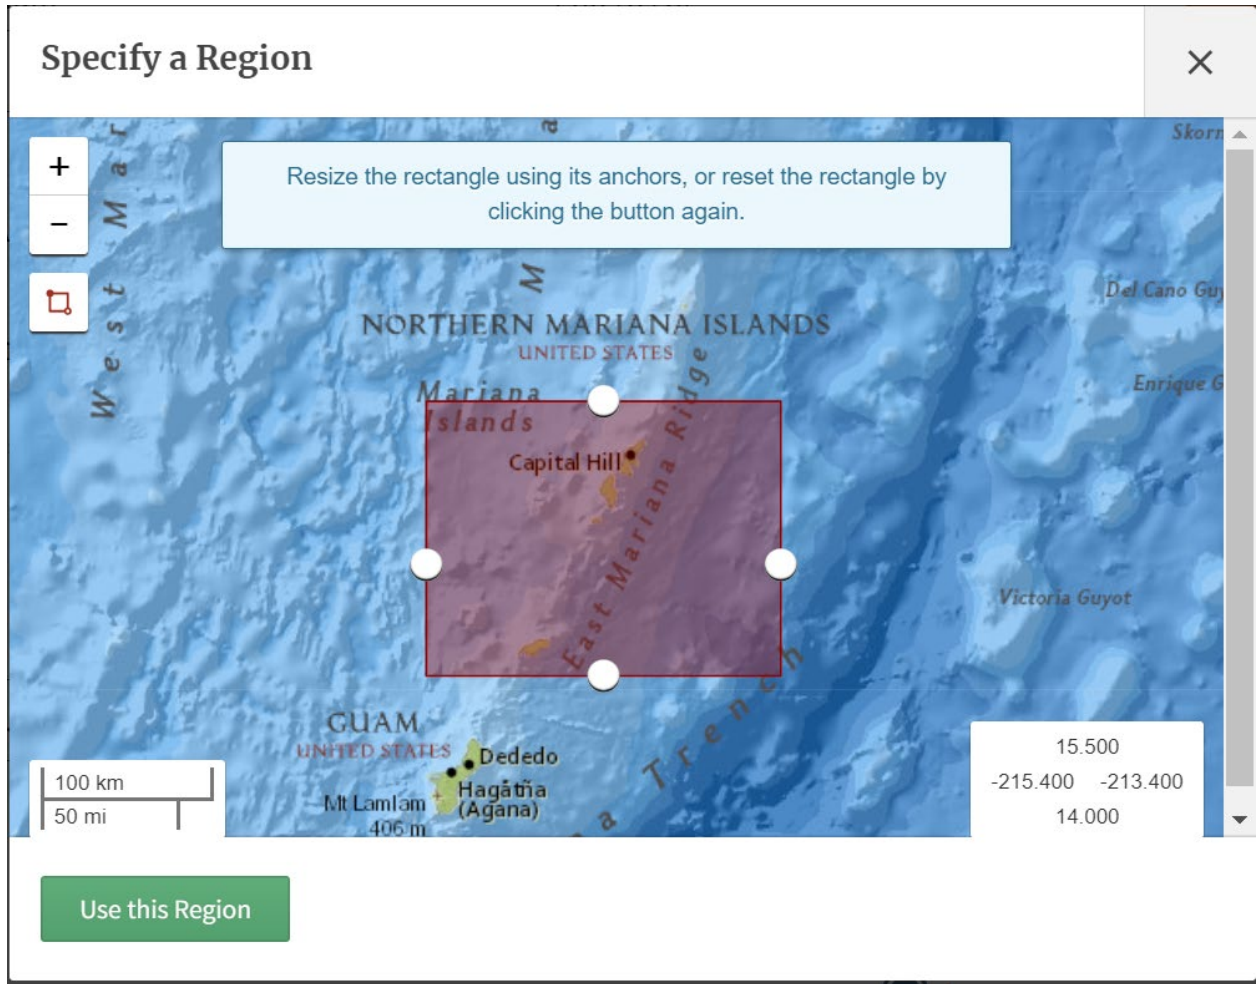 Specify a Region
Resize the rectangle using its anchors, or reset the rectangle by
clicking the button again.
+
−
West Mar
M
a
Skorn
Del Cano Guy
NORTHERN MARIANA ISLANDS
UNITED STATES
Mariana
Islands
Enrique G
Capital Hill
East Mariana Ridge
Victoria Guyot
a Trench
GUAM
UNITED STATES
Dededo
Hagåtña
(Agana)
Mt Lamlam
406 m
100 km
50 mi
15.500
-215.400 -213.400
14.000
Use this Region